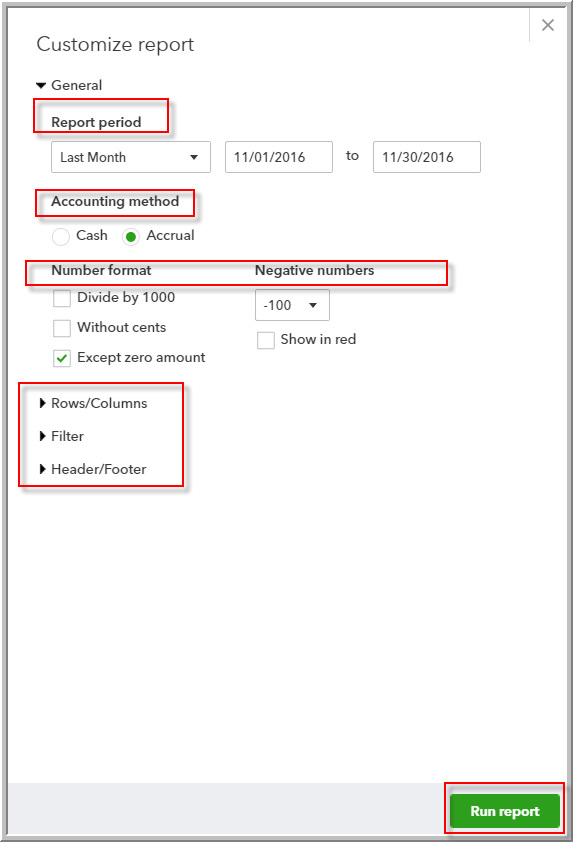 Customize report
General
Report period
Last Month 11/01/2016 to 11/30/2016
Accounting method
Cash Accrual
Number format Negative numbers
Divide by 1000 -100
Without cents Show in red
Except zero amount
Rows/Columns
Filter
Header/Footer
Run report